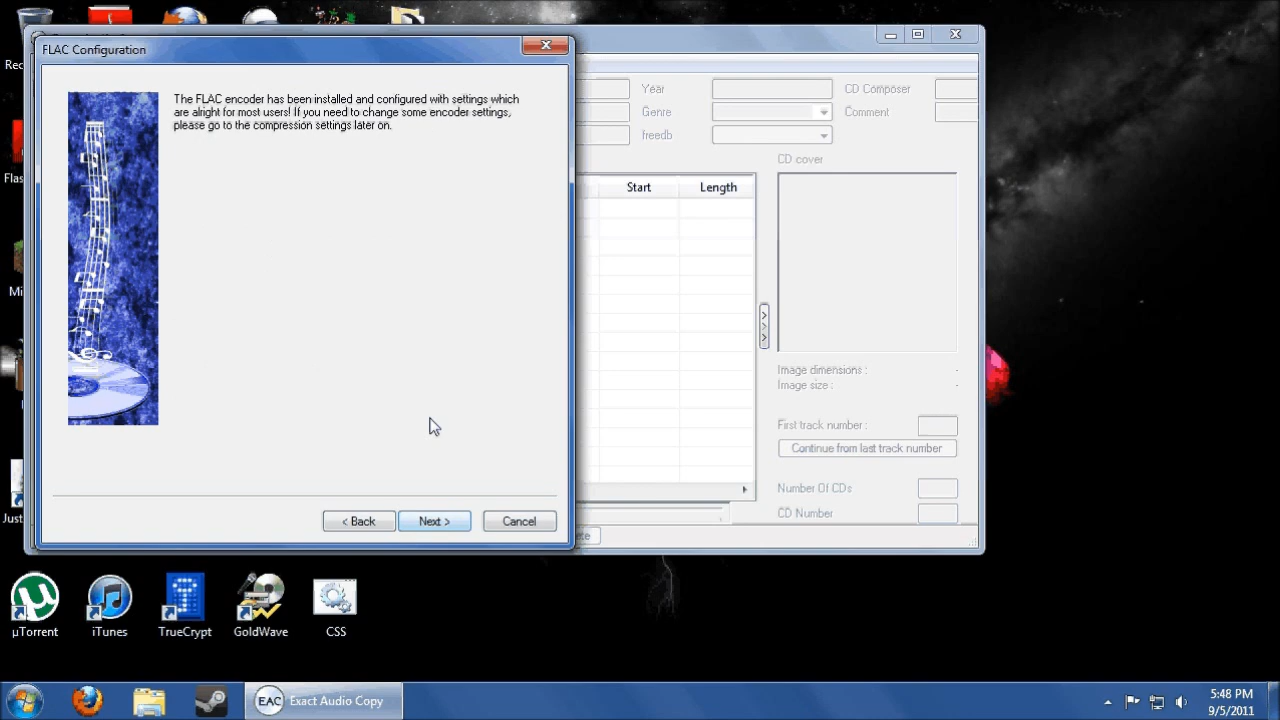 Rec
FLAC Configuration
The FLAC encoder has been installed and configured with settings which
are alright for most users! If you need to change some encoder settings,
please go to the compression settings later on.
< Back
Next >
Cancel
Year
CD Composer
Genre
Comment
freedb
CD cover
Start
Length
Image dimensions :
-
Image size :
-
First track number :
Continue from last track number
Number Of CDs
CD Number
Flas
Mi
Just
µTorrent
iTunes
TrueCrypt
GoldWave
CSS
EAC
Exact Audio Copy
5:48 PM
9/5/2011